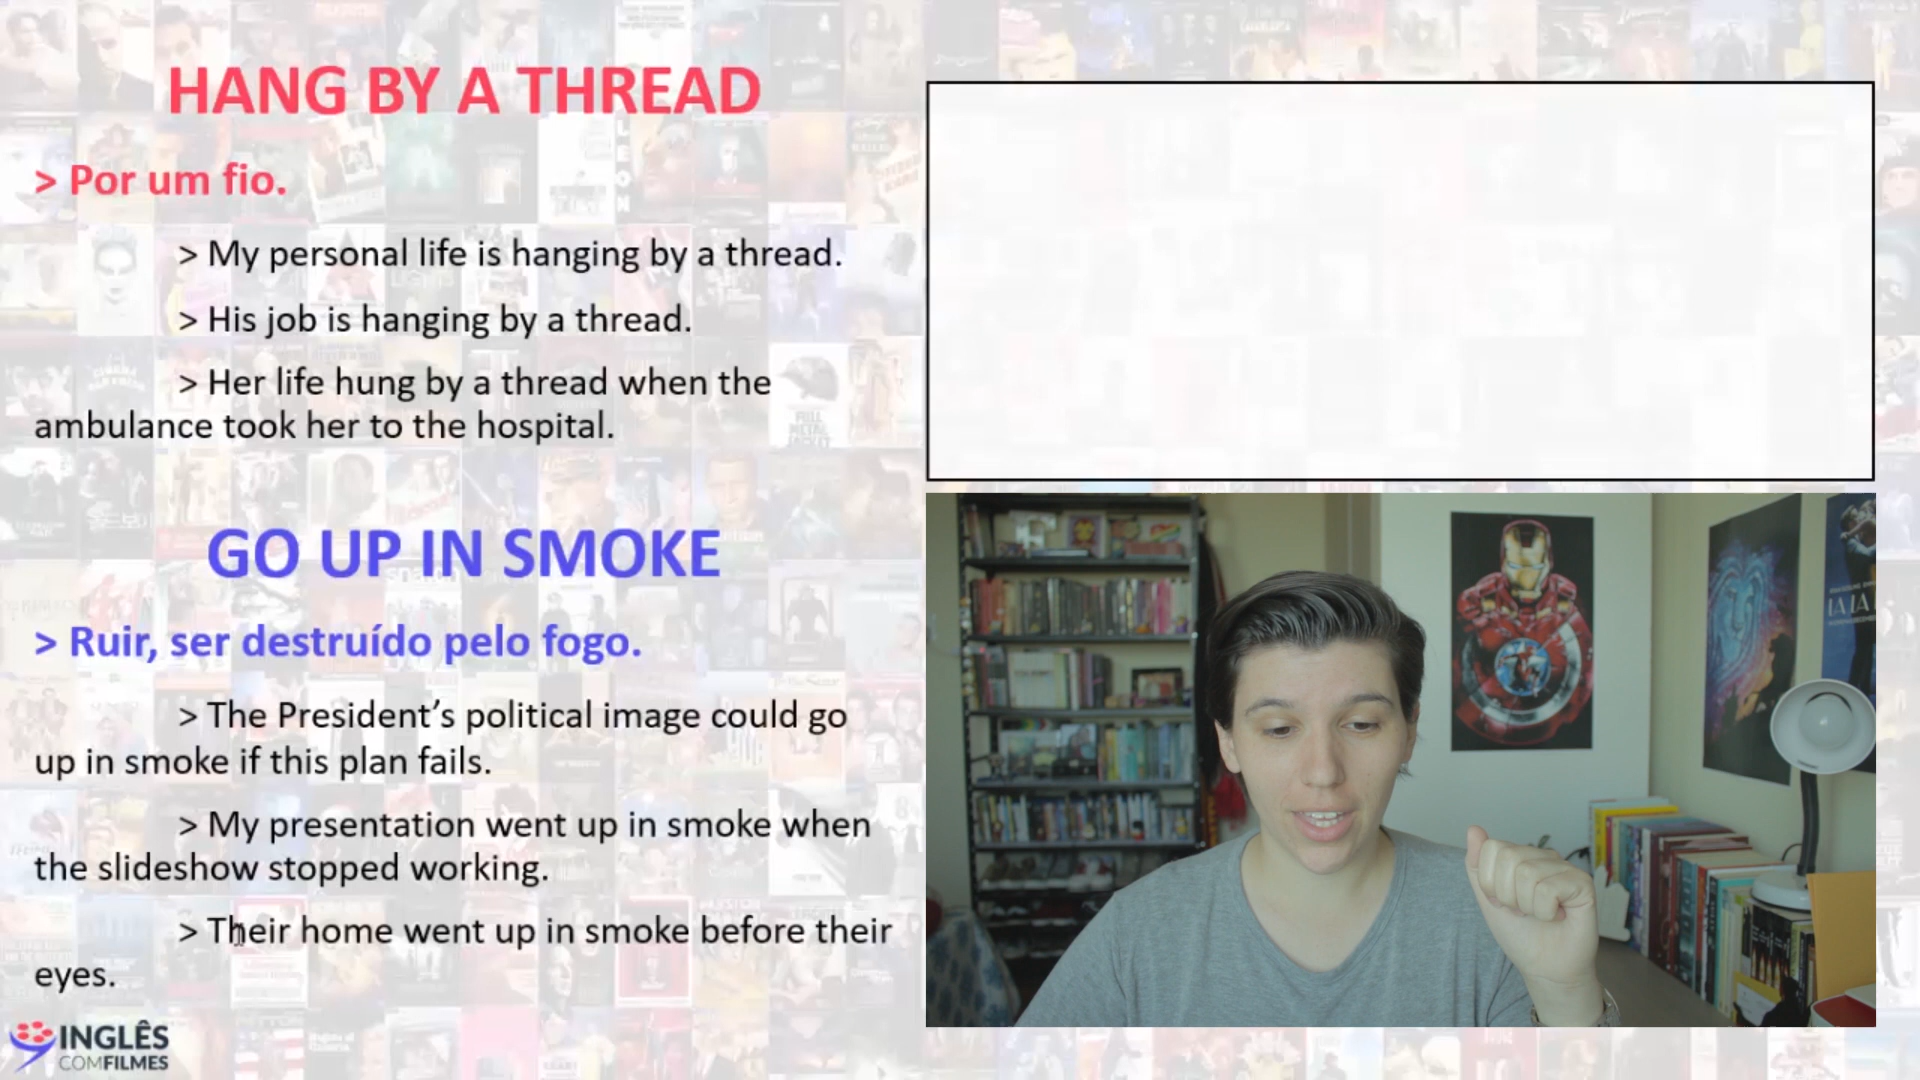 HANG BY A THREAD
> Por um fio.
> My personal life is hanging by a thread.
> His job is hanging by a thread.
> Her life hung by a thread when the
ambulance took her to the hospital.
GO UP IN SMOKE
> Ruir, ser destruído pelo fogo.
> The President’s political image could go
up in smoke if this plan fails.
> My presentation went up in smoke when
the slideshow stopped working.
> Their home went up in smoke before their
eyes.
INGLÊS
COMFILMES
LA LA